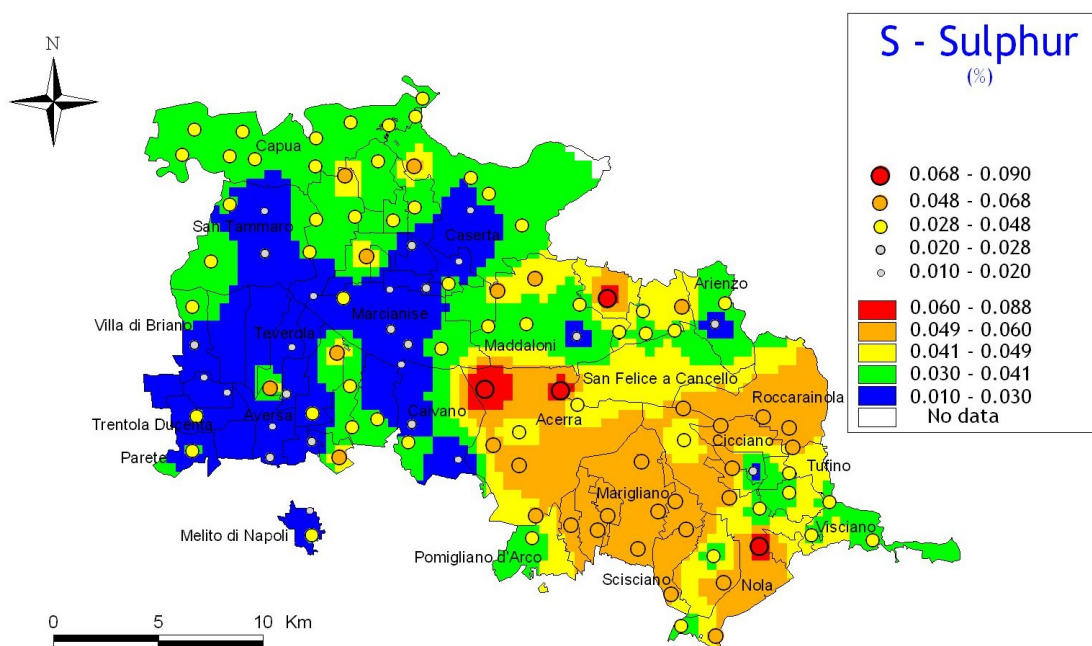 S - Sulphur
(%)
N
0.068 - 0.090
0.048 - 0.068
0.028 - 0.048
0.020 - 0.028
0.010 - 0.020
0.060 - 0.088
0.049 - 0.060
0.041 - 0.049
0.030 - 0.041
0.010 - 0.030
No data
Capua
San Tammaro
Caserta
Arienzo
Villa di Briano
Teverola
Marcianise
Maddaloni
San Felice a Cancello
Roccarainola
Trentola Ducenta
Aversa
Caivano
Acerra
Cicciano
Parete
Tufino
Marigliano
Melito di Napoli
Visciano
Pomigliano d'Arco
Scisciano
Nola
0 5 10 Km